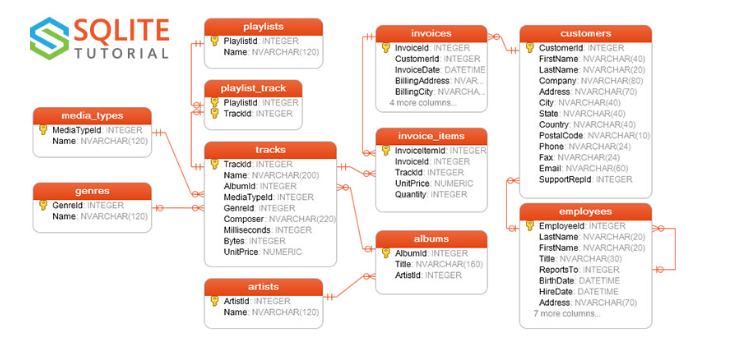 SQLITE
TUTORIAL
playlists
PlaylistId: INTEGER
Name: NVARCHAR(120)
playlist_track
PlaylistId: INTEGER
TrackId: INTEGER
media_types
MediaTypeId: INTEGER
Name: NVARCHAR(120)
genres
GenreId: INTEGER
Name: NVARCHAR(120)
tracks
TrackId: INTEGER
Name: NVARCHAR(200)
AlbumId: INTEGER
MediaTypeId: INTEGER
GenreId: INTEGER
Composer: NVARCHAR(220)
Milliseconds: INTEGER
Bytes: INTEGER
UnitPrice: NUMERIC
artists
ArtistId: INTEGER
Name: NVARCHAR(120)
invoices
InvoiceId: INTEGER
CustomerId: INTEGER
InvoiceDate: DATETIME
BillingAddress: NVAR...
BillingCity: NVARCHA...
4 more columns...
invoice_items
InvoiceItemId: INTEGER
InvoiceId: INTEGER
TrackId: INTEGER
UnitPrice: NUMERIC
Quantity: INTEGER
albums
AlbumId: INTEGER
Title: NVARCHAR(160)
ArtistId: INTEGER
customers
CustomerId: INTEGER
FirstName: NVARCHAR(40)
LastName: NVARCHAR(20)
Company: NVARCHAR(80)
Address: NVARCHAR(70)
City: NVARCHAR(40)
State: NVARCHAR(40)
Country: NVARCHAR(40)
PostalCode: NVARCHAR(10)
Phone: NVARCHAR(24)
Fax: NVARCHAR(24)
Email: NVARCHAR(60)
SupportRepId: INTEGER
employees
EmployeeId: INTEGER
LastName: NVARCHAR(20)
FirstName: NVARCHAR(20)
Title: NVARCHAR(30)
ReportsTo: INTEGER
BirthDate: DATETIME
HireDate: DATETIME
Address: NVARCHAR(70)
7 more columns...